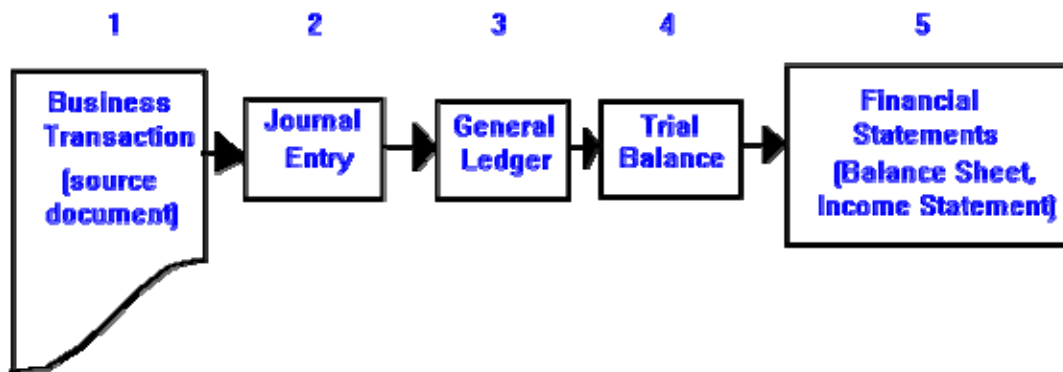 1
2
3
4
5
Business
Transaction
(source
document)
Journal
Entry
General
Ledger
Trial
Balance
Financial
Statements
(Balance Sheet,
Income Statement)